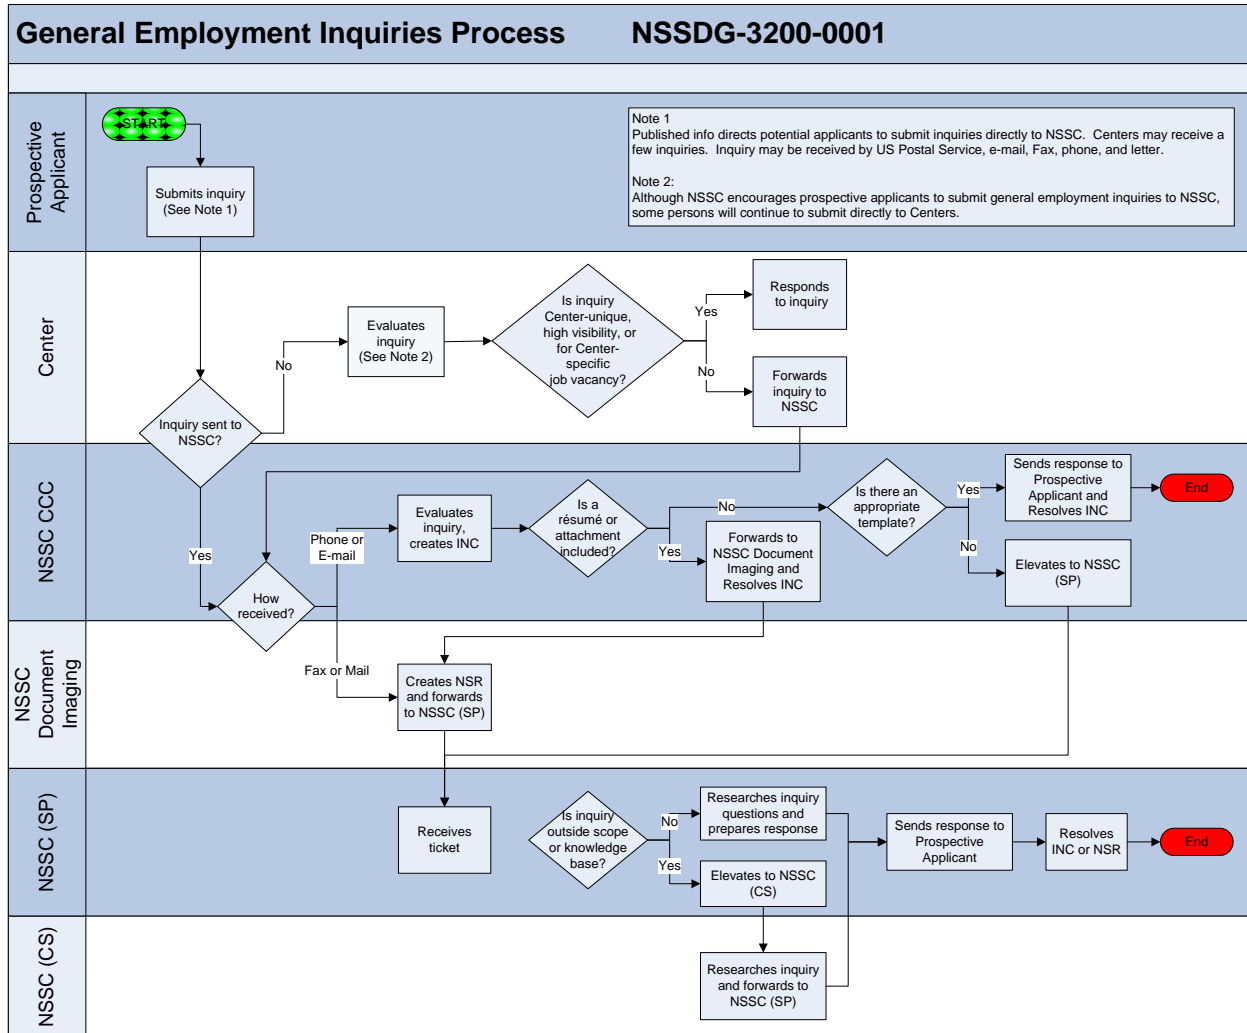 General Employment Inquiries Process NSSDG-3200-0001
Prospective
Applicant
START
Submits inquiry
(See Note 1)
Note 1
Published info directs potential applicants to submit inquiries directly to NSSC. Centers may receive a
few inquiries. Inquiry may be received by US Postal Service, e-mail, Fax, phone, and letter.
Note 2:
Although NSSC encourages prospective applicants to submit general employment inquiries to NSSC,
some persons will continue to submit directly to Centers.
Center
Inquiry sent to
NSSC?
No
Evaluates
inquiry
(See Note 2)
Is inquiry
Center-unique,
high visibility, or
for Center-
specific
job vacancy?
Yes
Responds
to inquiry
No
Forwards
inquiry to
NSSC
NSSC CCC
Yes
How
received?
Phone or
E-mail
Evaluates
inquiry,
creates INC
Is a
résumé or
attachment
included?
No
Yes
Forwards to
NSSC Document
Imaging and
Resolves INC
Is there an
appropriate
template?
Yes
Sends response to
Prospective
Applicant and
Resolves INC
End
No
Elevates to NSSC
(SP)
NSSC
Document
Imaging
Fax or Mail
Creates NSR
and forwards
to NSSC (SP)
NSSC (SP)
Receives
ticket
Is inquiry
outside scope
or knowledge
base?
No
Researches inquiry
questions and
prepares response
Yes
Elevates to NSSC
(CS)
Sends response to
Prospective
Applicant
Resolves
INC or NSR
End
NSSC (CS)
Researches inquiry
and forwards to
NSSC (SP)